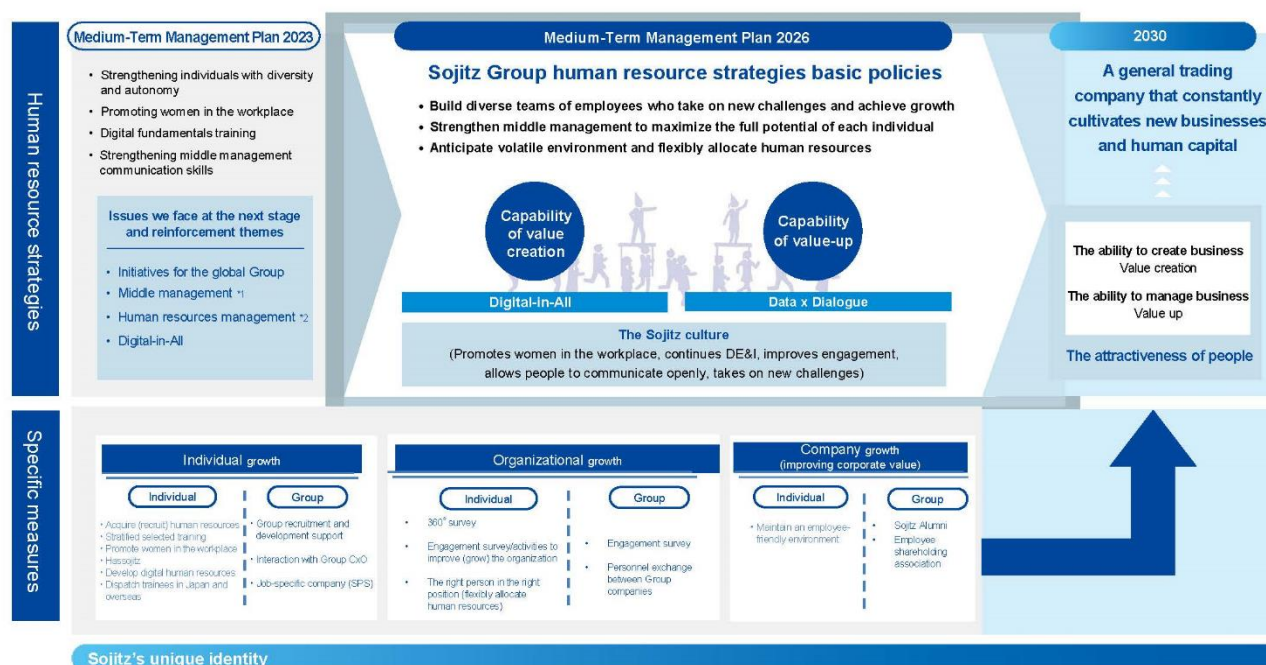 Human resource strategies
Medium-Term Management Plan 2023
• Strengthening individuals with diversity
and autonomy
• Promoting women in the workplace
• Digital fundamentals training
• Strengthening middle management
communication skills
Issues we face at the next stage
and reinforcement themes
• Initiatives for the global Group
• Middle management *1
• Human resources management *2
• Digital-in-All
Medium-Term Management Plan 2026
Sojitz Group human resource strategies basic policies
• Build diverse teams of employees who take on new challenges and achieve growth
• Strengthen middle management to maximize the full potential of each individual
• Anticipate volatile environment and flexibly allocate human resources
Capability
of value
creation
Capability
of value-up
Digital-in-All
Data x Dialogue
The Sojitz culture
(Promotes women in the workplace, continues DE&I, improves engagement,
allows people to communicate openly, takes on new challenges)
2030
A general trading
company that constantly
cultivates new businesses
and human capital
The ability to create business
Value creation
The ability to manage business
Value up
The attractiveness of people
Specific measures
Individual growth
Individual
• Acquire (recruit) human resources
• Stratified selected training
• Promote women in the workplace
• Hassojitz
• Develop digital human resources
• Dispatch trainees in Japan and
overseas
Group
• Group recruitment and
development support
• Interaction with Group CxO
• Job-specific company (SPS)
Organizational growth
Individual
• 360° survey
• Engagement survey/activities to
improve (grow) the organization
• The right person in the right
position (flexibly allocate
human resources)
Group
• Engagement survey
• Personnel exchange
between Group
companies
Company growth
(improving corporate value)
Individual
• Maintain an employee-
friendly environment
Group
• Sojitz Alumni
• Employee
shareholding
association
Sojitz's unique identity